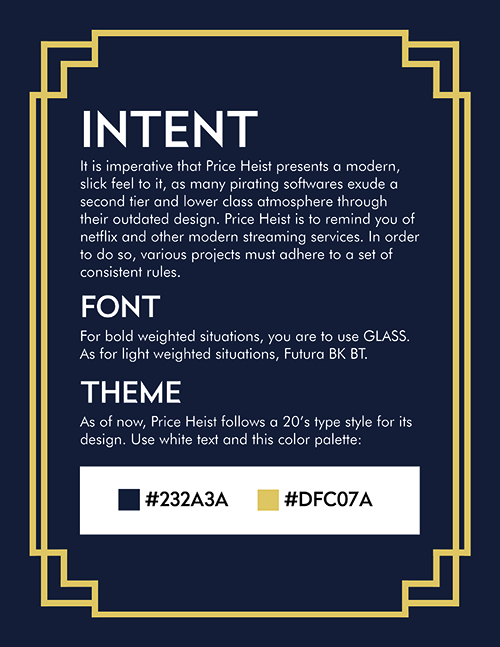 INTENT
It is imperative that Price Heist presents a modern,
slick feel to it, as many pirating softwares exude a
second tier and lower class atmosphere through
their outdated design. Price Heist is to remind you of
netflix and other modern streaming services. In order
to do so, various projects must adhere to a set of
consistent rules.
FONT
For bold weighted situations, you are to use GLASS.
As for light weighted situations, Futura BK BT.
THEME
As of now, Price Heist follows a 20's type style for its
design. Use white text and this color palette:
#232A3A #DFC07A